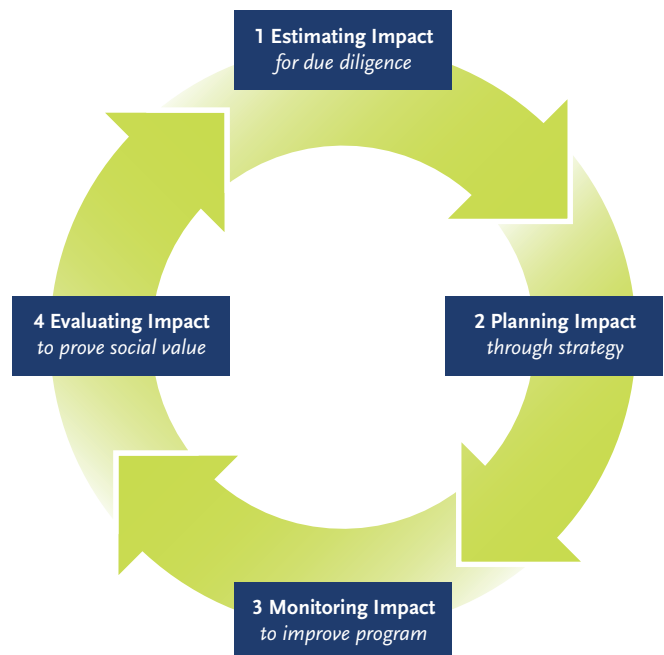 1 Estimating Impact
for due diligence
2 Planning Impact
through strategy
3 Monitoring Impact
to improve program
4 Evaluating Impact
to prove social value